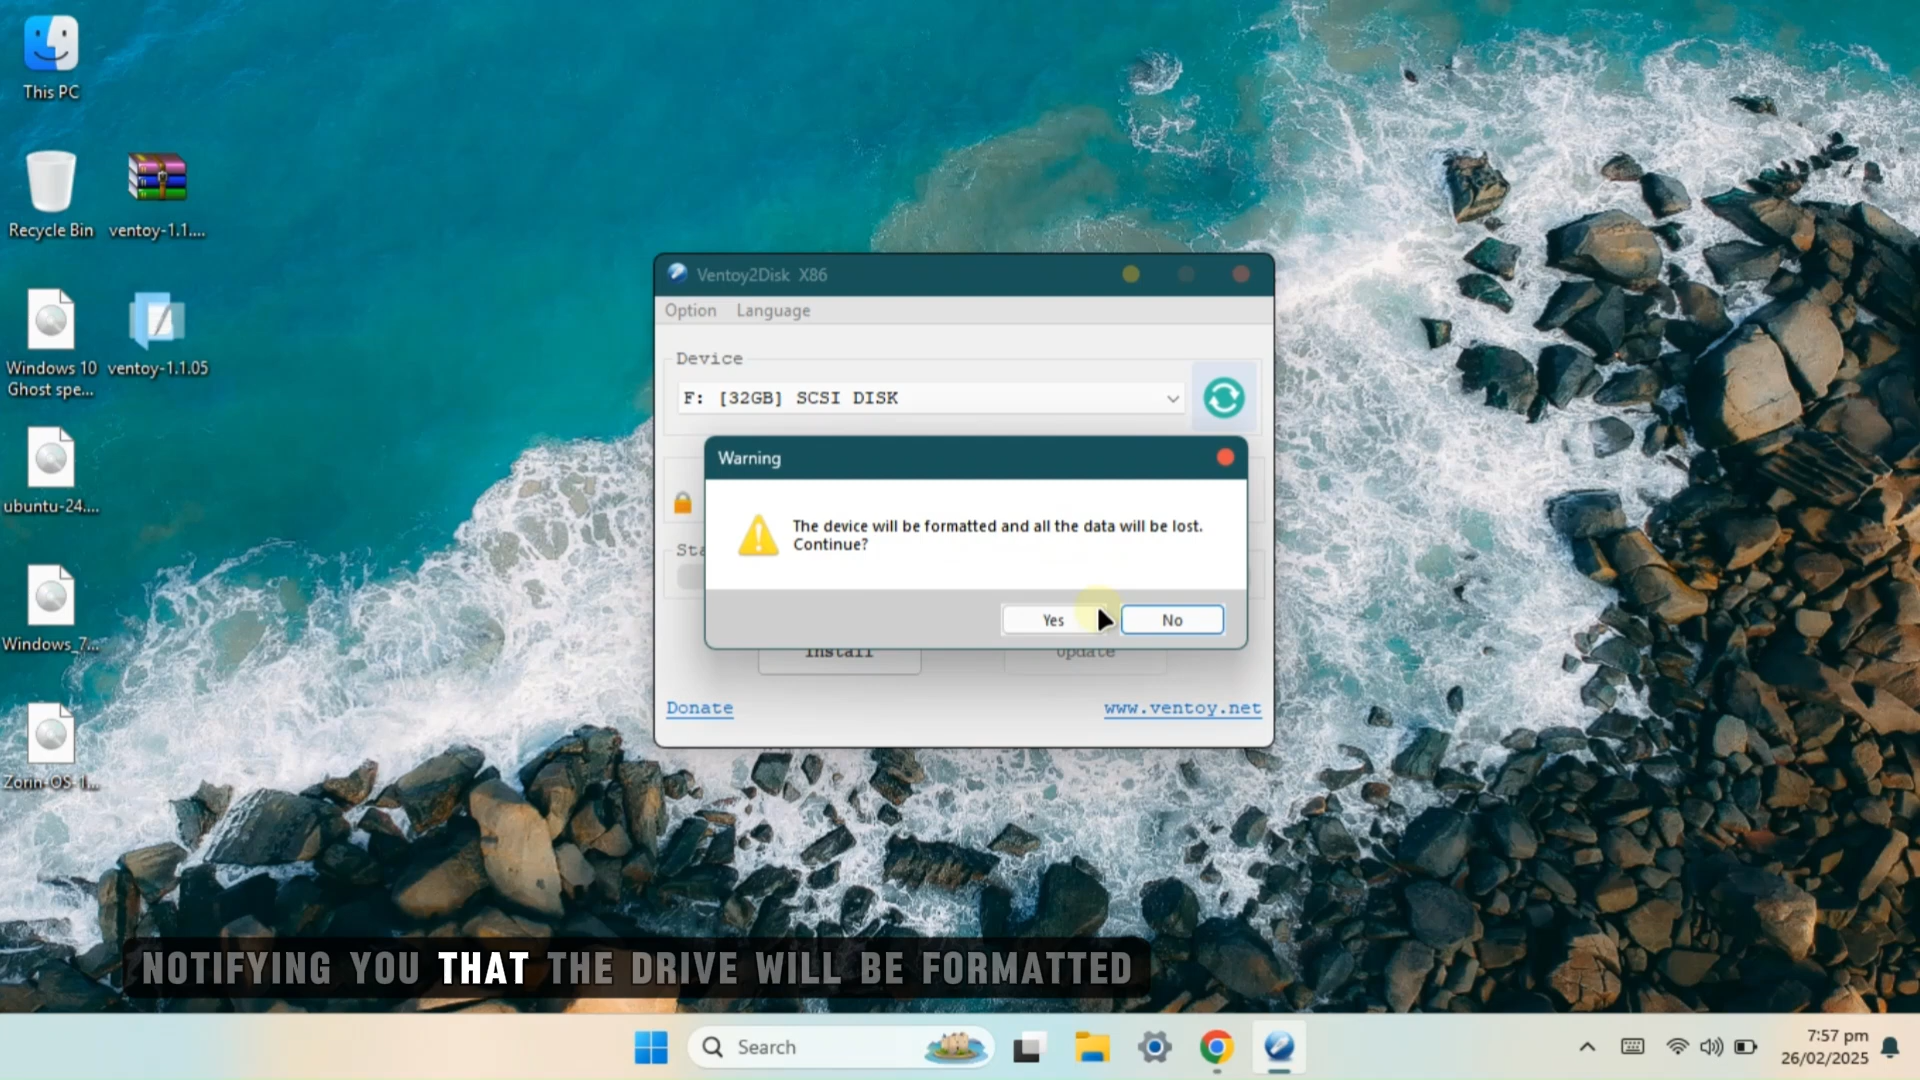 This PC
Recycle Bin
ventoy-1.1....
Windows 10
Ghost spe...
ventoy-1.1.05
ubuntu-24....
Windows_7...
Zorin-OS-1...
Ventoy2Disk X86
Option Language
Device
F: [32GB] SCSI DISK
Warning
The device will be formatted and all the data will be lost.
Continue?
Sta
Yes No
Install Update
Donate www.ventoy.net
NOTIFYING YOU THAT THE DRIVE WILL BE FORMATTED
Search
7:57 pm
26/02/2025